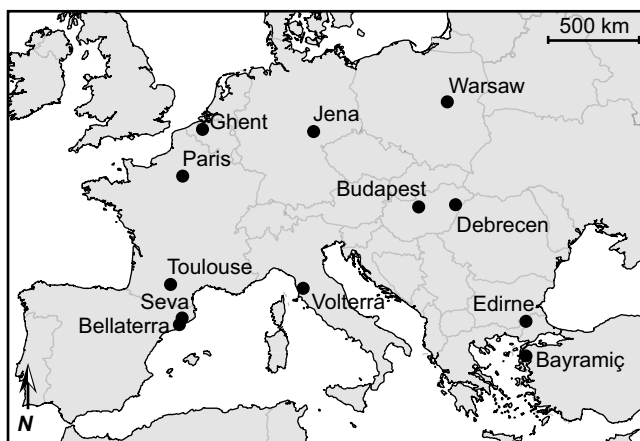 500 km
Warsaw
Ghent
Jena
Paris
Budapest
Debrecen
Toulouse
Seva
Volterra
Edirne
Bellaterra
Bayramiç
N